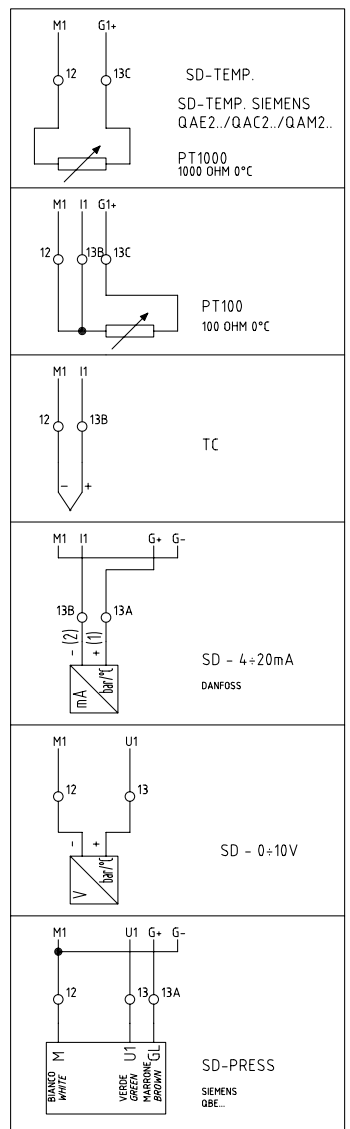 M1 G1+
12 13C
SD-TEMP.
SD-TEMP. SIEMENS
QAE2../QAC2../QAM2..
PT1000
1000 OHM 0°C
M1 I1 G1+
12 13B 13C
PT100
100 OHM 0°C
M1 I1
12 13B
TC
- +
M1 I1 G+ G-
13B 13A
- (2) + (1)
mA bar/°C
SD - 4÷20mA
DANFOSS
M1 U1
12 13
- +
V bar/°C
SD - 0÷10V
M1 U1 G+ G-
12 13 13A
M U1 GL
BIANCO VERDE MARRONE
WHITE GREEN BROWN
SD-PRESS
SIEMENS
QBE...